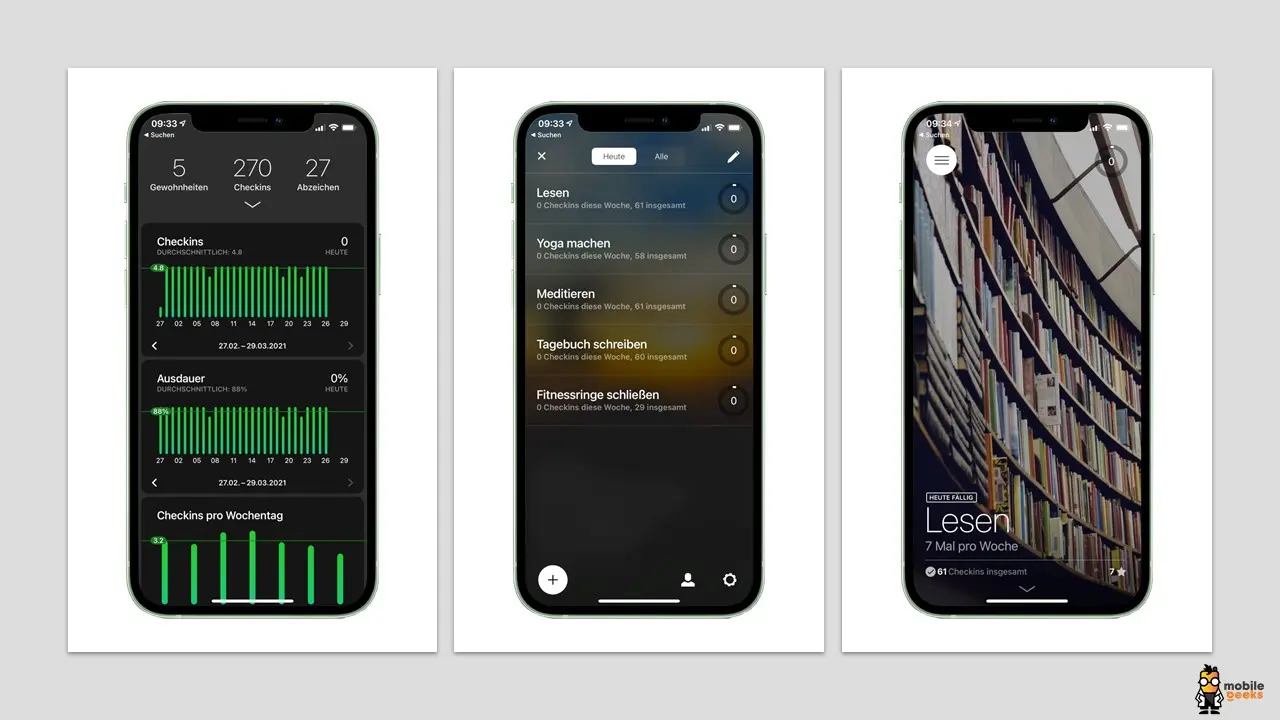 09:33
Suchen
5 270 27
Gewohnheiten Checkins Abzeichen
Checkins 0
DURCHSCHNITTLICH: 4.8 HEUTE
4.8
27 02 05 08 11 14 17 20 23 26 29
27.02. – 29.03.2021
Ausdauer 0%
DURCHSCHNITTLICH: 88% HEUTE
88%
27 02 05 08 11 14 17 20 23 26 29
27.02. – 29.03.2021
Checkins pro Wochentag
3.2
09:33
Suchen
Heute Alle
Lesen
0 Checkins diese Woche, 61 insgesamt
0
Yoga machen
0 Checkins diese Woche, 58 insgesamt
0
Meditieren
0 Checkins diese Woche, 61 insgesamt
0
Tagebuch schreiben
0 Checkins diese Woche, 60 insgesamt
0
Fitnessringe schließen
0 Checkins diese Woche, 29 insgesamt
0
09:34
Suchen
0
HEUTE FÄLLIG
Lesen
7 Mal pro Woche
61 Checkins insgesamt 7
mobile
geeks